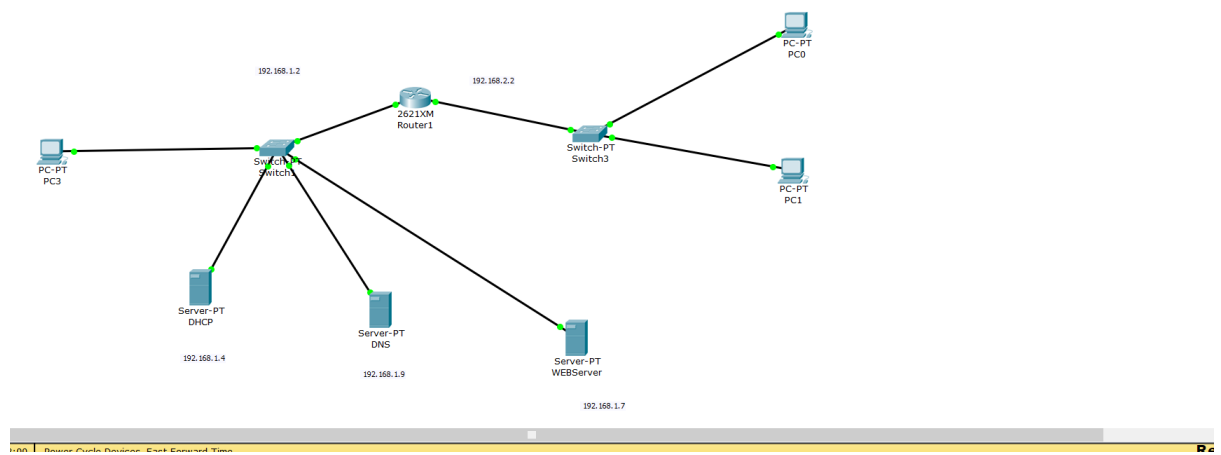 PC-PT
PC0
192.168.1.2
192.168.2.2
2621XM
Router1
Switch-PT
Switch3
Switch-PT
Switch1
PC-PT
PC3
PC-PT
PC1
Server-PT
DHCP
Server-PT
DNS
Server-PT
WEBServer
192.168.1.4
192.168.1.9
192.168.1.7
Power Cycle Devices Fast Forward Time